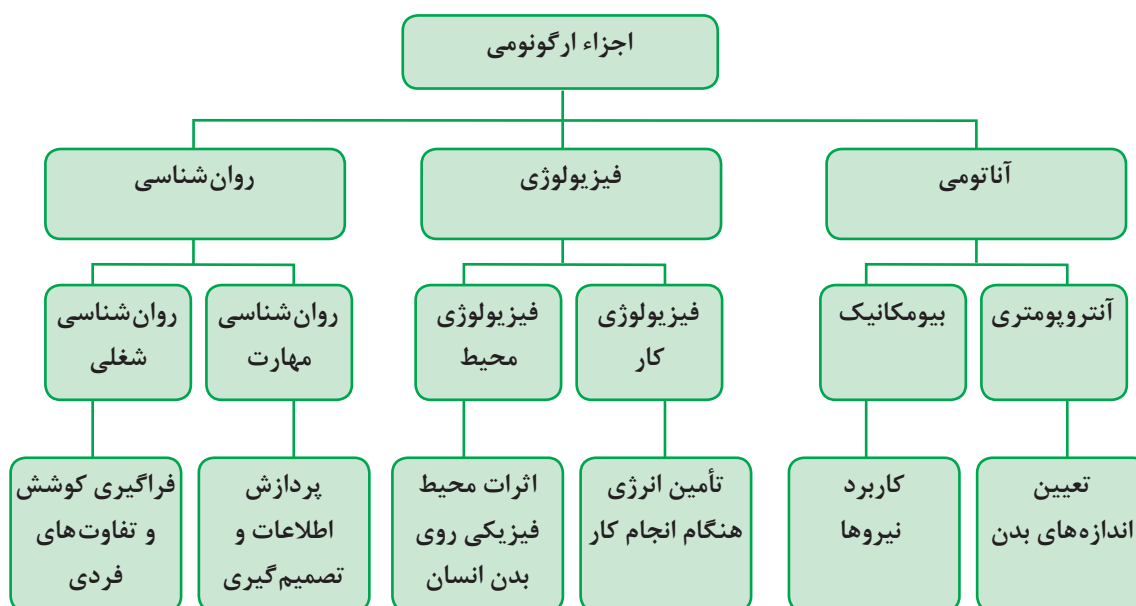 اجزاء ارگونومی
آناتومی
فیزیولوژی
روان‌شناسی
آنتروپومتری
بیومکانیک
فیزیولوژی
کار
فیزیولوژی
محیط
روان‌شناسی
مهارت
روان‌شناسی
شغلی
تعیین
اندازه‌های بدن
کاربرد
نیروها
تأمین انرژی
هنگام انجام کار
اثرات محیط
فیزیکی روی
بدن انسان
پردازش
اطلاعات و
تصمیم‌گیری
فراگیری کوشش
و تفاوت‌های
فردی